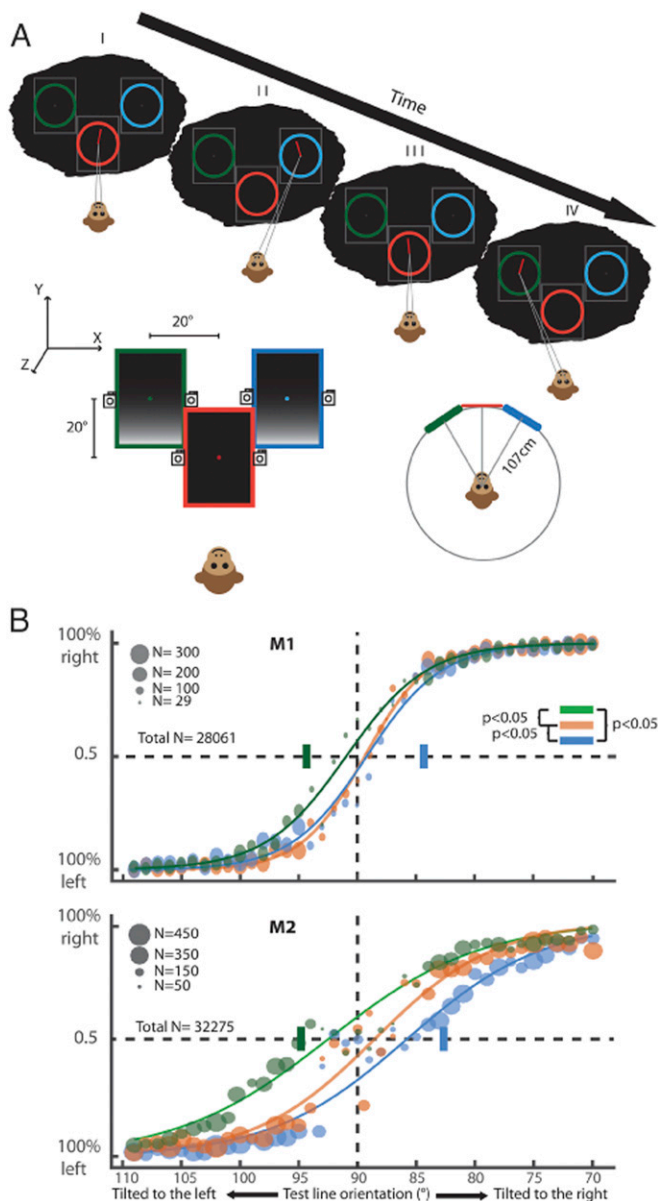 A
I
II
III
IV
Time
Y
X
Z
20°
20°
107cm
B
100%
right
M1
N= 300
N= 200
N= 100
N= 29
Total N= 28061
0.5
p<0.05
p<0.05
p<0.05
100%
left
100%
right
M2
N=450
N=350
N=150
N=50
Total N= 32275
0.5
100%
left
110 105 100 95 90 85 80 75 70
Tilted to the left Test line orientation (°) Tilted to the right